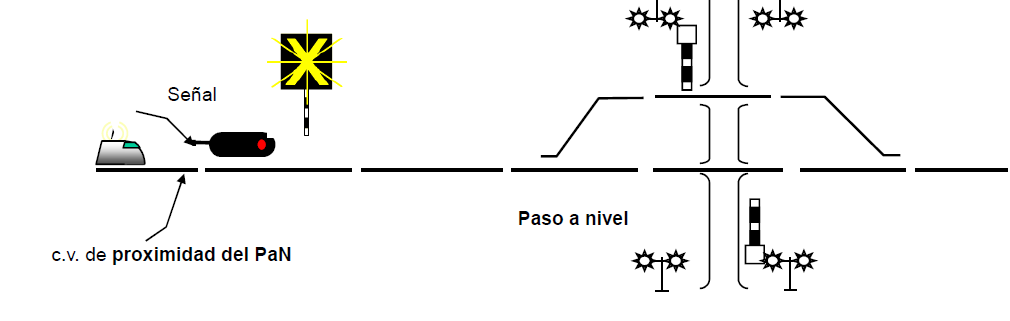 Señal
Paso a nivel
c.v. de proximidad del PaN